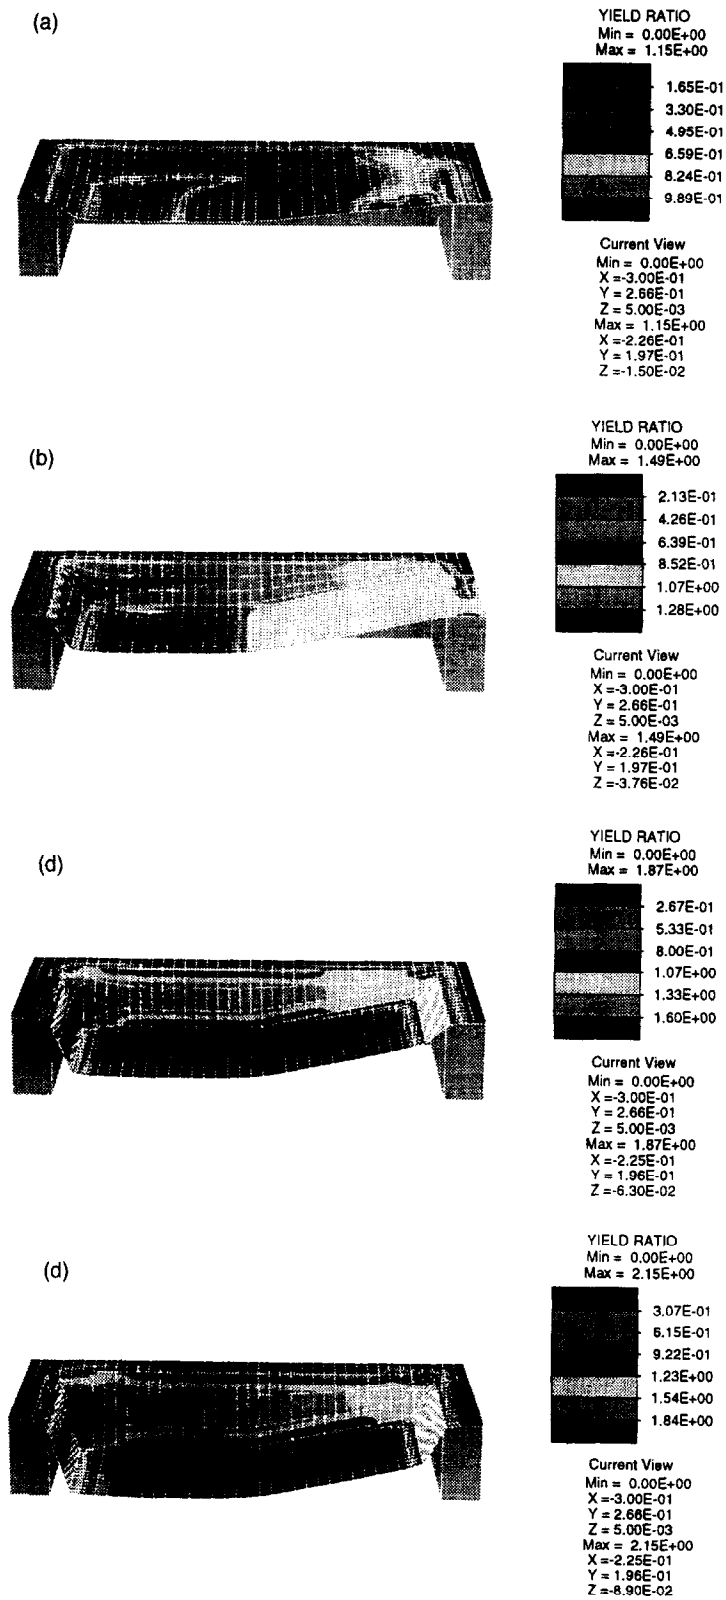 (a)
YIELD RATIO
Min = 0.00E+00
Max = 1.15E+00
1.65E-01
3.30E-01
4.95E-01
6.59E-01
8.24E-01
9.89E-01
Current View
Min = 0.00E+00
X =-3.00E-01
Y = 2.66E-01
Z = 5.00E-03
Max = 1.15E+00
X =-2.26E-01
Y = 1.97E-01
Z =-1.50E-02
(b)
YIELD RATIO
Min = 0.00E+00
Max = 1.49E+00
2.13E-01
4.26E-01
6.39E-01
8.52E-01
1.07E+00
1.28E+00
Current View
Min = 0.00E+00
X =-3.00E-01
Y = 2.66E-01
Z = 5.00E-03
Max = 1.49E+00
X =-2.26E-01
Y = 1.97E-01
Z =-3.76E-02
(d)
YIELD RATIO
Min = 0.00E+00
Max = 1.87E+00
2.67E-01
5.33E-01
8.00E-01
1.07E+00
1.33E+00
1.60E+00
Current View
Min = 0.00E+00
X =-3.00E-01
Y = 2.66E-01
Z = 5.00E-03
Max = 1.87E+00
X =-2.25E-01
Y = 1.96E-01
Z =-6.30E-02
(d)
YIELD RATIO
Min = 0.00E+00
Max = 2.15E+00
3.07E-01
6.15E-01
9.22E-01
1.23E+00
1.54E+00
1.84E+00
Current View
Min = 0.00E+00
X =-3.00E-01
Y = 2.66E-01
Z = 5.00E-03
Max = 2.15E+00
X =-2.25E-01
Y = 1.96E-01
Z =-8.90E-02